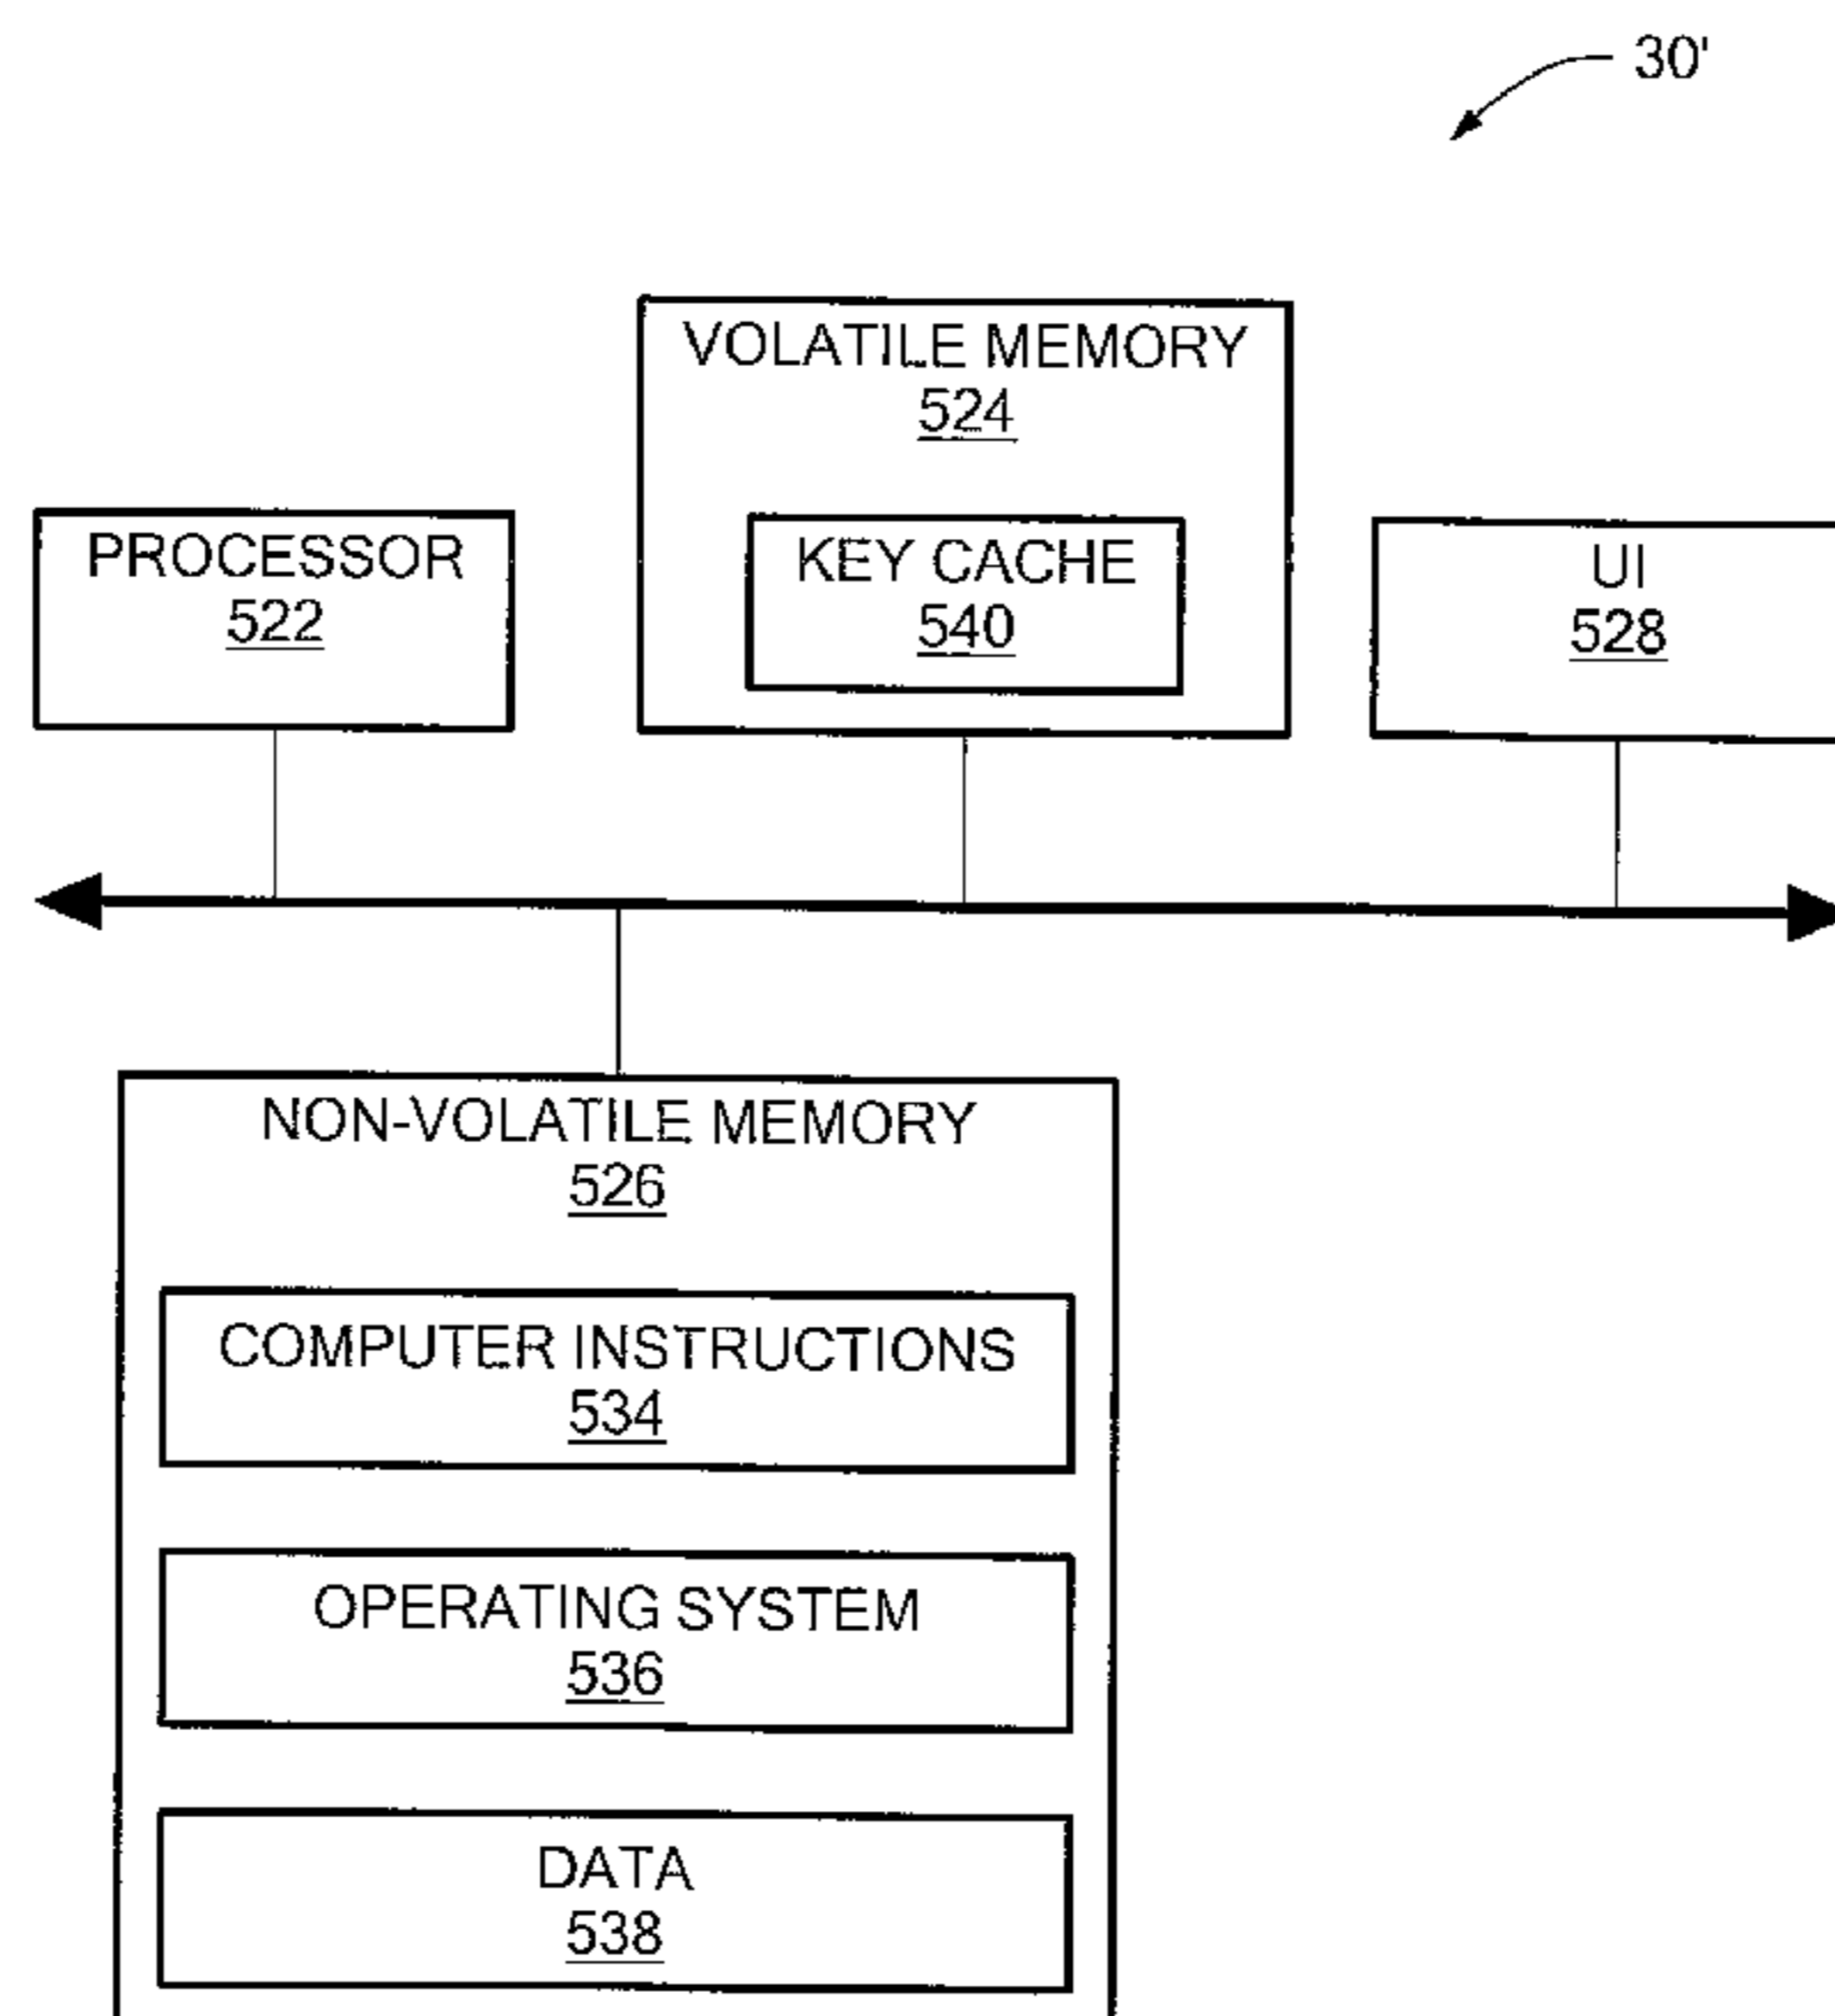 30'
VOLATILE MEMORY
524
PROCESSOR
522
KEY CACHE
540
UI
528
NON-VOLATILE MEMORY
526
COMPUTER INSTRUCTIONS
534
OPERATING SYSTEM
536
DATA
538